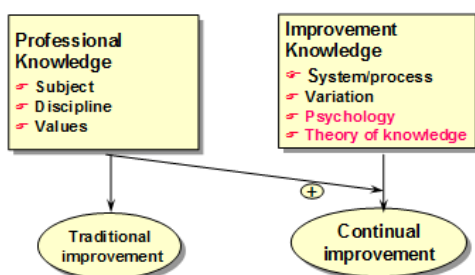 Professional
Knowledge
☞ Subject
☞ Discipline
☞ Values
Improvement
Knowledge
☞ System/process
☞ Variation
☞ Psychology
☞ Theory of knowledge
+
Traditional
improvement
Continual
improvement